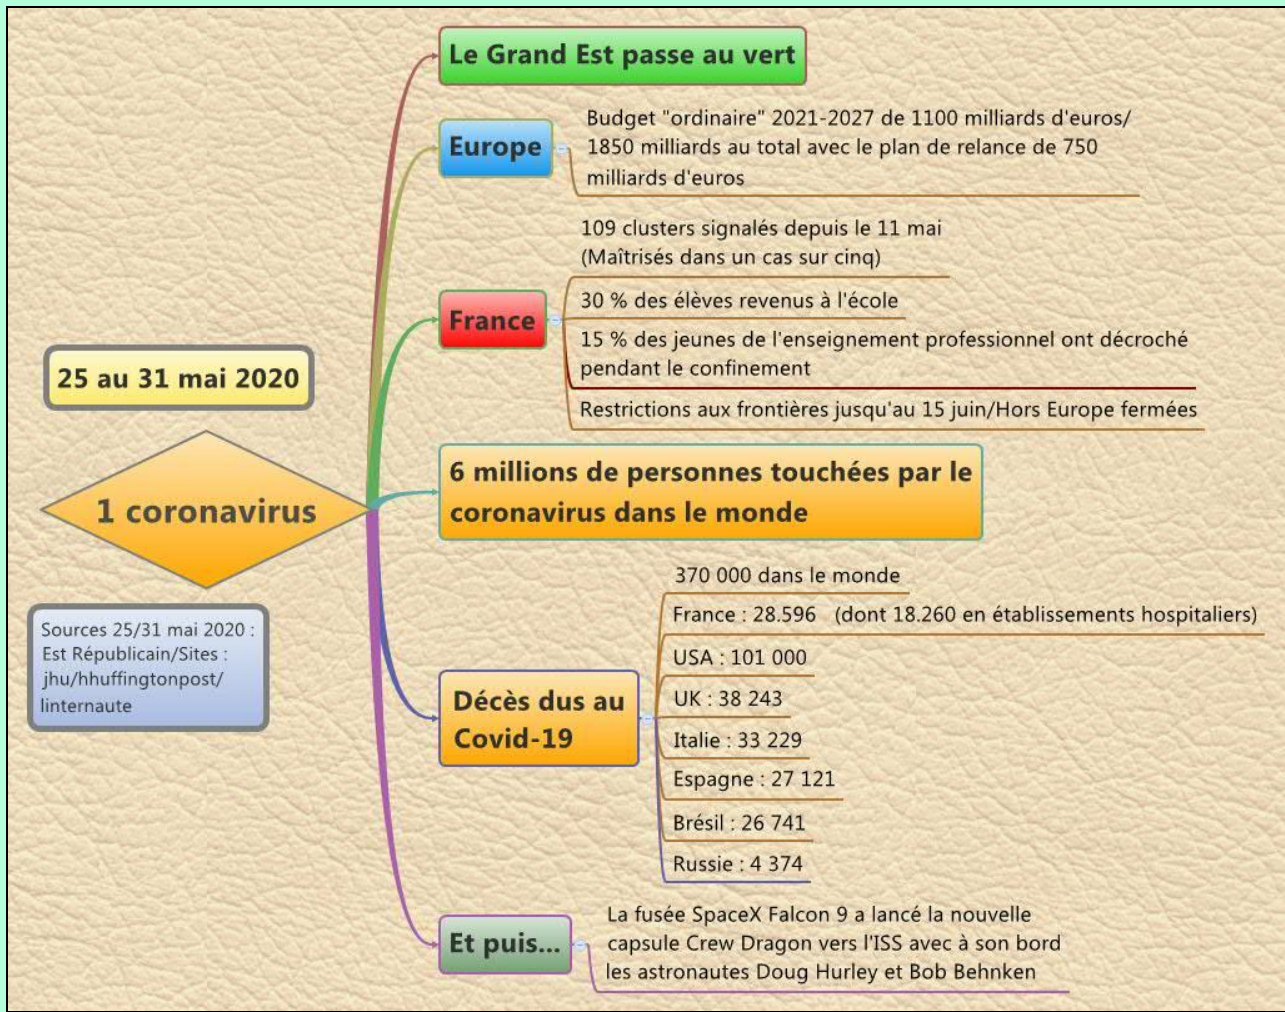 Le Grand Est passe au vert
Europe
Budget "ordinaire" 2021-2027 de 1100 milliards d'euros/
1850 milliards au total avec le plan de relance de 750
milliards d'euros
France
109 clusters signalés depuis le 11 mai
(Maîtrisés dans un cas sur cinq)
30 % des élèves revenus à l'école
15 % des jeunes de l'enseignement professionnel ont décroché
pendant le confinement
Restrictions aux frontières jusqu'au 15 juin/Hors Europe fermées
25 au 31 mai 2020
1 coronavirus
Sources 25/31 mai 2020 :
Est Républicain/Sites :
jhu/hhuffingtonpost/
linternaute
6 millions de personnes touchées par le
coronavirus dans le monde
Décès dus au
Covid-19
370 000 dans le monde
France : 28.596 (dont 18.260 en établissements hospitaliers)
USA : 101 000
UK : 38 243
Italie : 33 229
Espagne : 27 121
Brésil : 26 741
Russie : 4 374
Et puis...
La fusée SpaceX Falcon 9 a lancé la nouvelle
capsule Crew Dragon vers l'ISS avec à son bord
les astronautes Doug Hurley et Bob Behnken